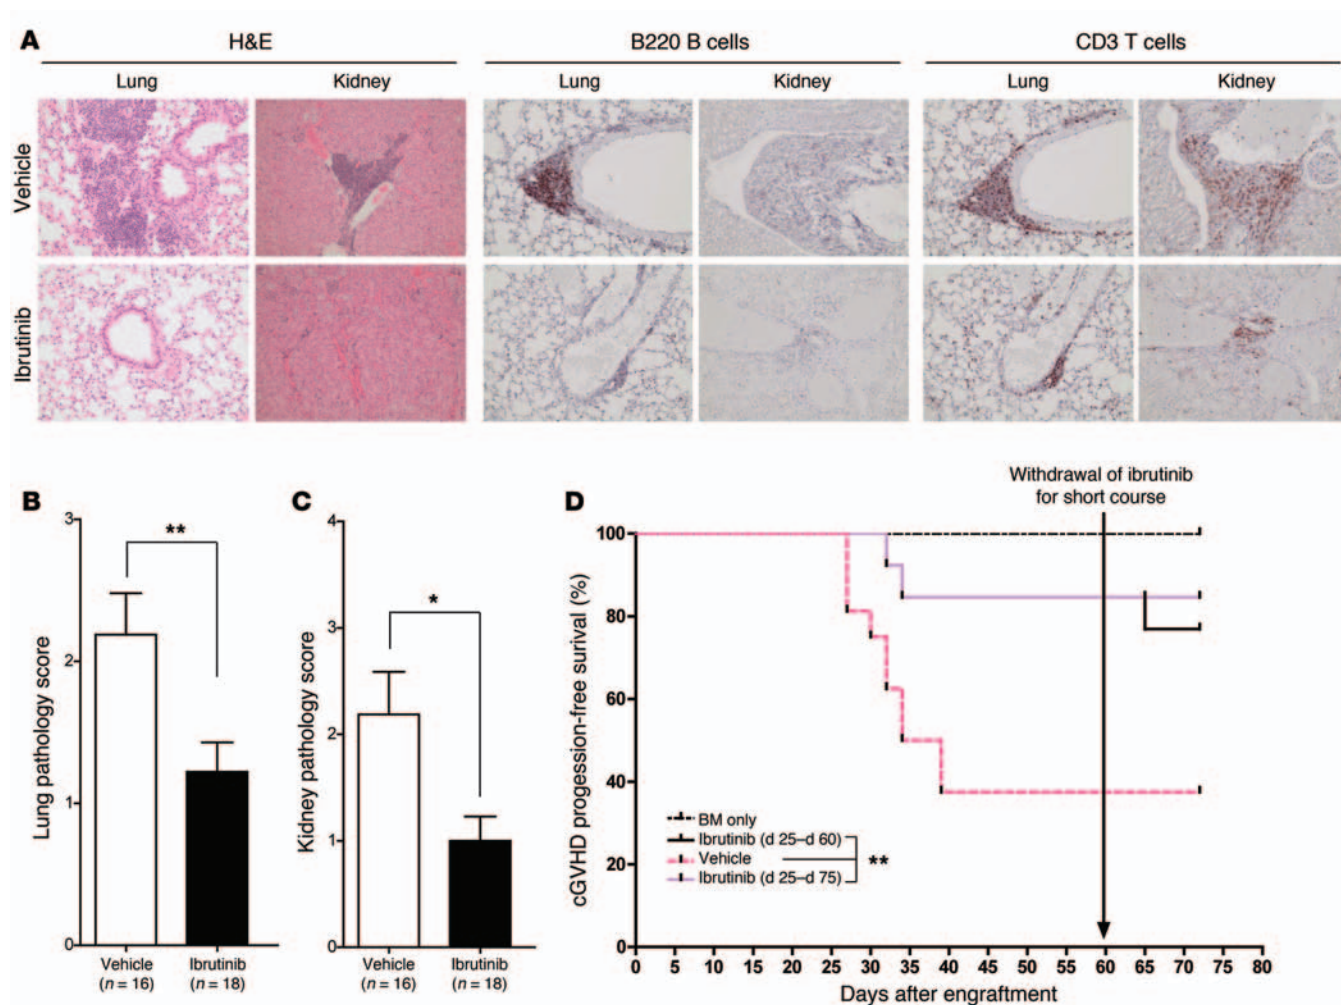 A
H&E
B220 B cells
CD3 T cells
Lung
Kidney
Lung
Kidney
Lung
Kidney
Vehicle
Ibrutinib
B
3
2
1
0
Lung pathology score
**
Vehicle
(n = 16)
Ibrutinib
(n = 18)
C
4
3
2
1
0
Kidney pathology score
*
Vehicle
(n = 16)
Ibrutinib
(n = 18)
D
Withdrawal of ibrutinib
for short course
100
80
60
40
20
0
cGVHD progession-free surival (%)
BM only
Ibrutinib (d 25–d 60)
Vehicle
Ibrutinib (d 25–d 75)
**
0 5 10 15 20 25 30 35 40 45 50 55 60 65 70 75 80
Days after engraftment